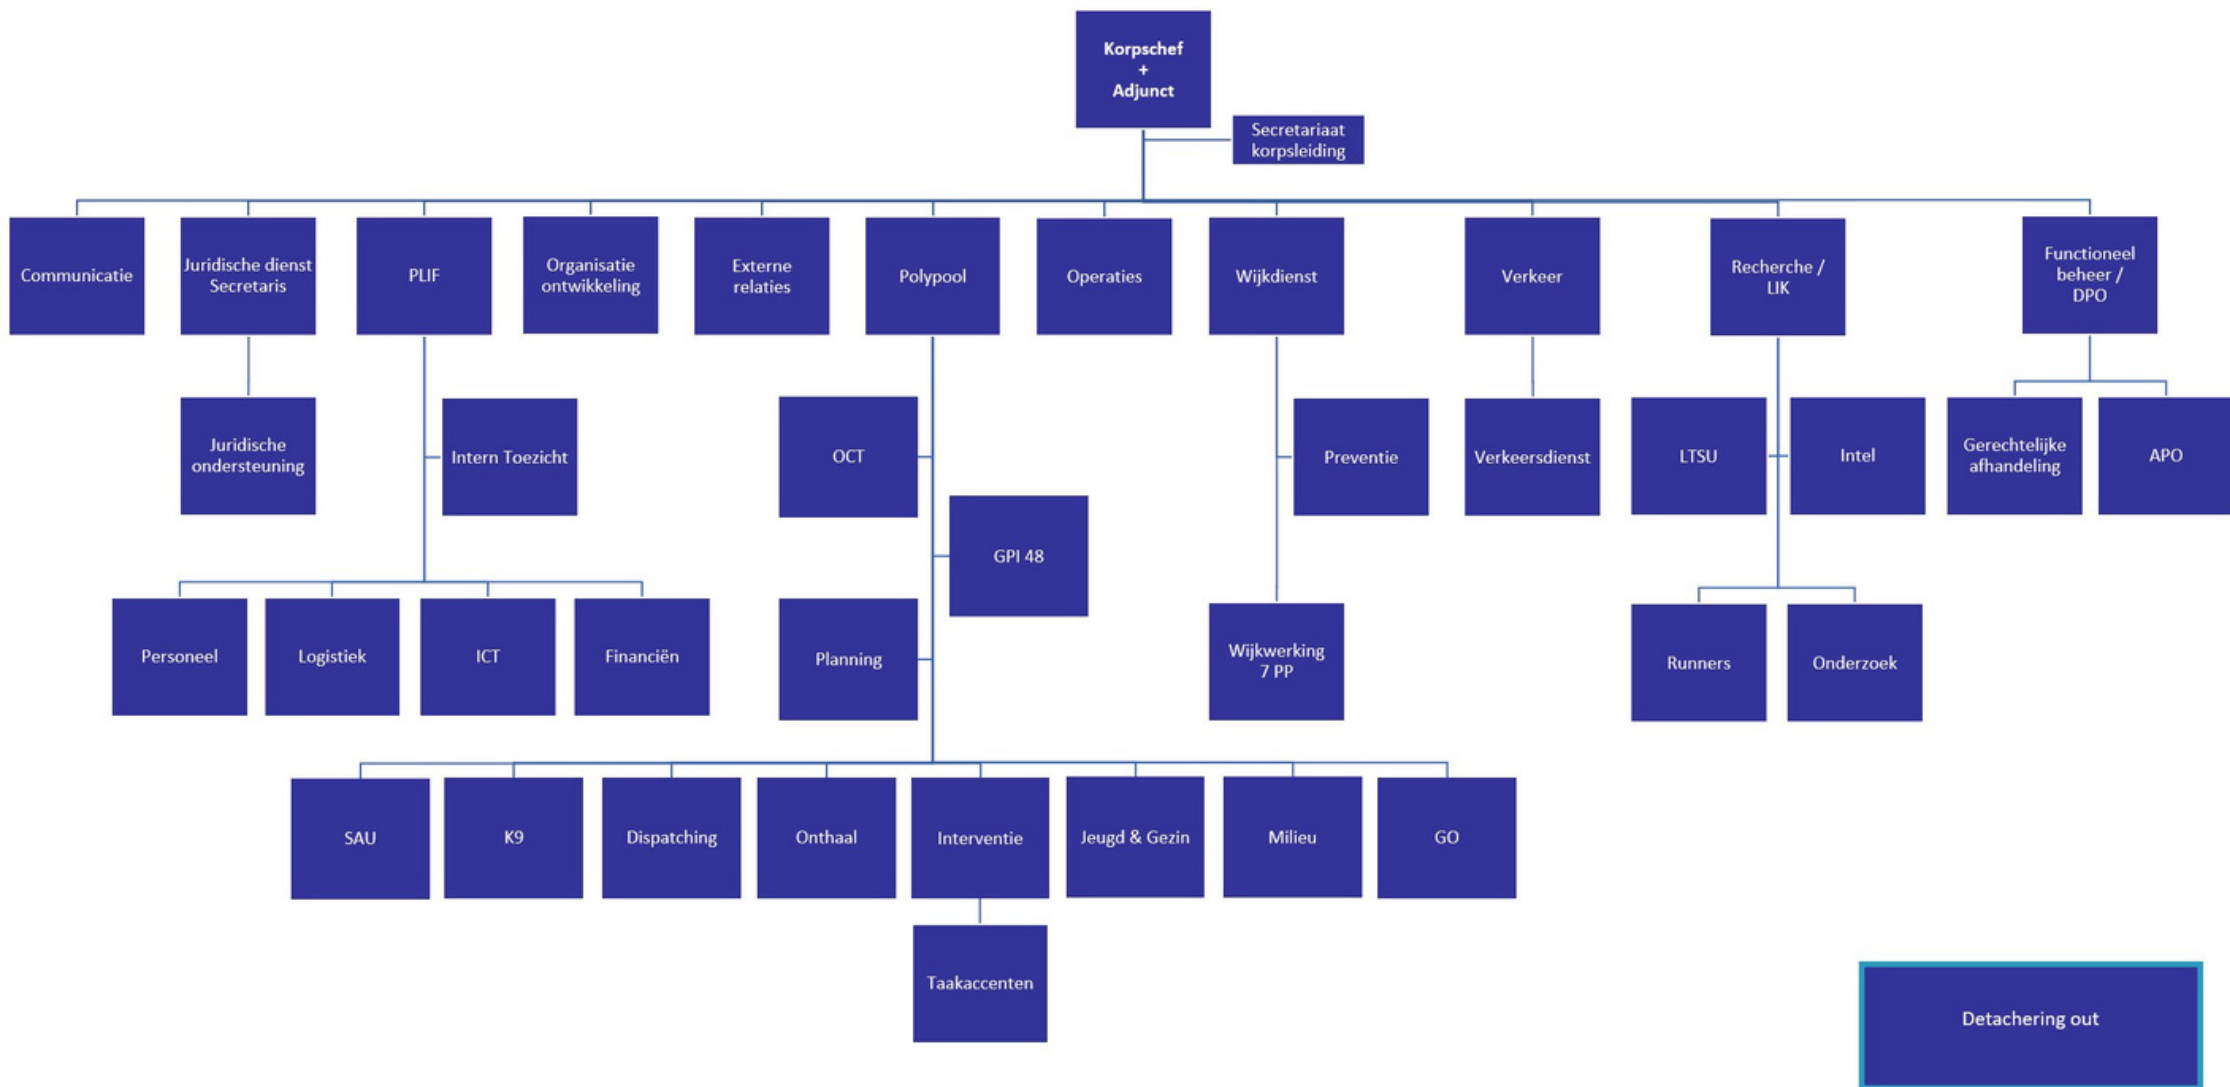 Korpschef
+
Adjunct
Secretariaat
korpsleiding
Communicatie
Juridische dienst
Secretaris
PLIF
Organisatie
ontwikkeling
Externe
relaties
Polypool
Operaties
Wijkdienst
Verkeer
Recherche /
LIK
Functioneel
beheer /
DPO
Juridische
ondersteuning
Intern Toezicht
OCT
Preventie
Verkeersdienst
LTSU
Intel
Gerechtelijke
afhandeling
APO
GPI 48
Personeel
Logistiek
ICT
Financiën
Planning
Wijkwerking
7 PP
Runners
Onderzoek
SAU
K9
Dispatching
Onthaal
Interventie
Jeugd & Gezin
Milieu
GO
Taakaccenten
Detachering out